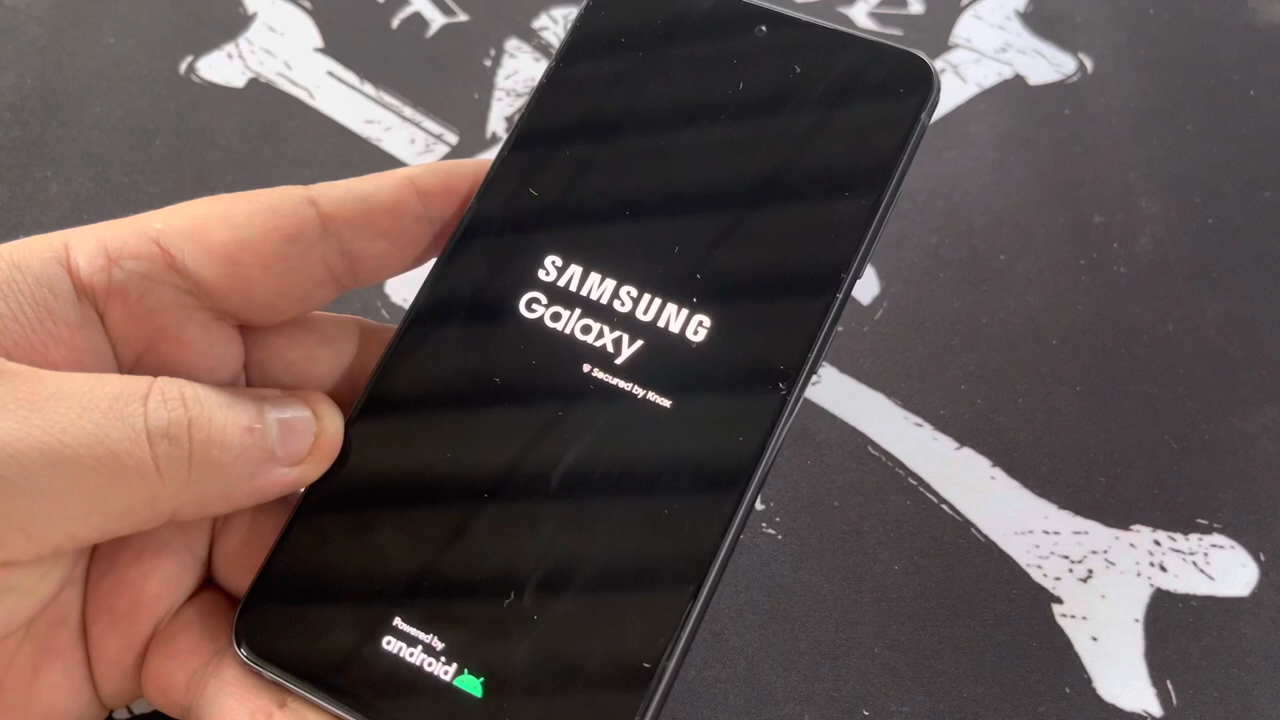 SAMSUNG
Galaxy
Secured by Knox
Powered by
android